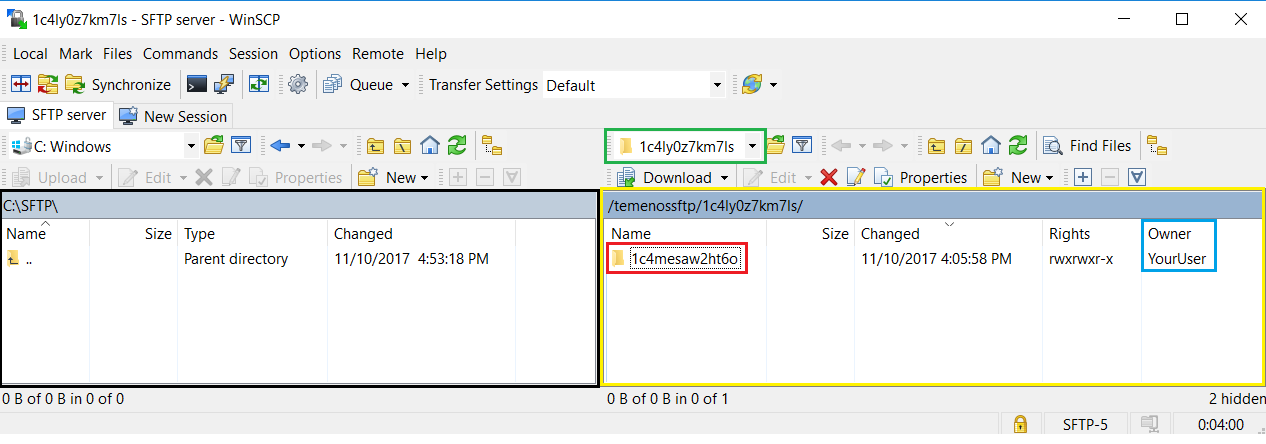 1c4ly0z7km7ls - SFTP server - WinSCP
Local Mark Files Commands Session Options Remote Help
Synchronize Queue Transfer Settings Default
SFTP server New Session
C: Windows 1c4ly0z7km7ls Find Files
Upload Edit Properties New Download Edit Properties New
C:\SFTP\ /temenossftp/1c4ly0z7km7ls/
Name Size Type Changed Name Size Changed Rights Owner
.. Parent directory 11/10/2017 4:53:18 PM 1c4mesaw2ht6o 11/10/2017 4:05:58 PM rwxrwxr-x YourUser
0 B of 0 B in 0 of 0 0 B of 0 B in 0 of 1 2 hidden
SFTP-5 0:04:00